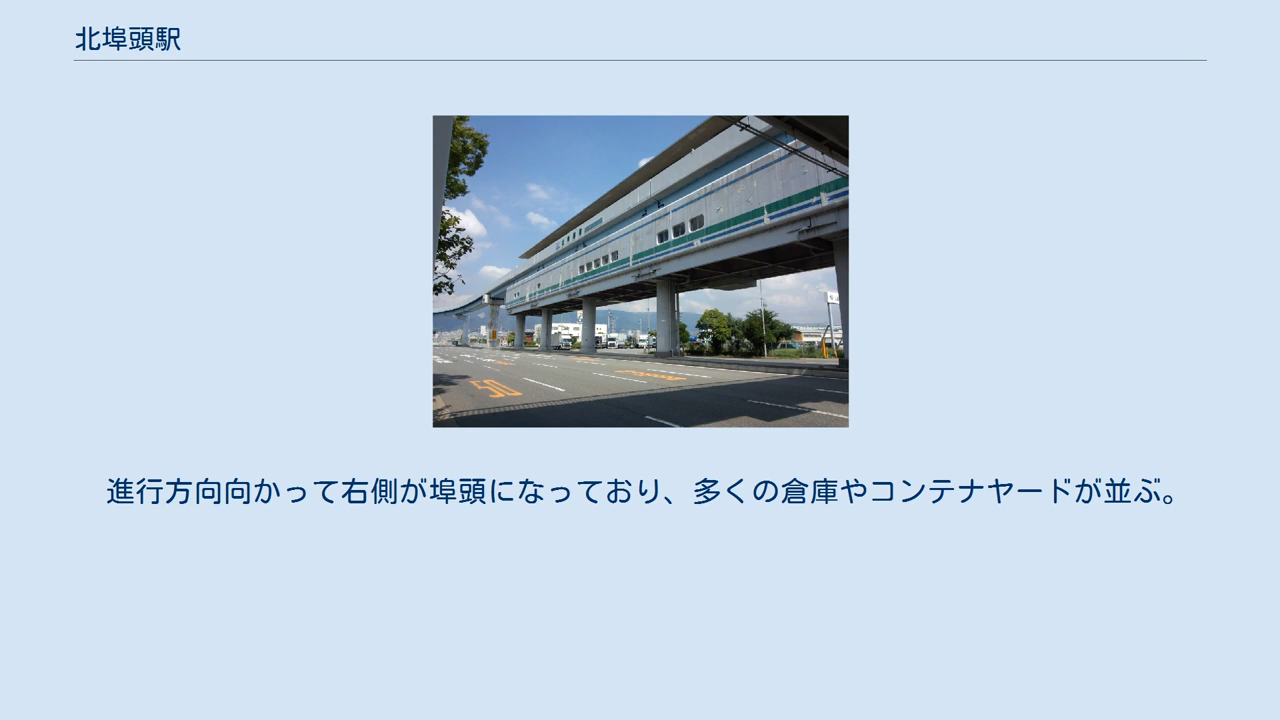 北埠頭駅
50
進行方向向かって右側が埠頭になっており、多くの倉庫やコンテナヤードが並ぶ。